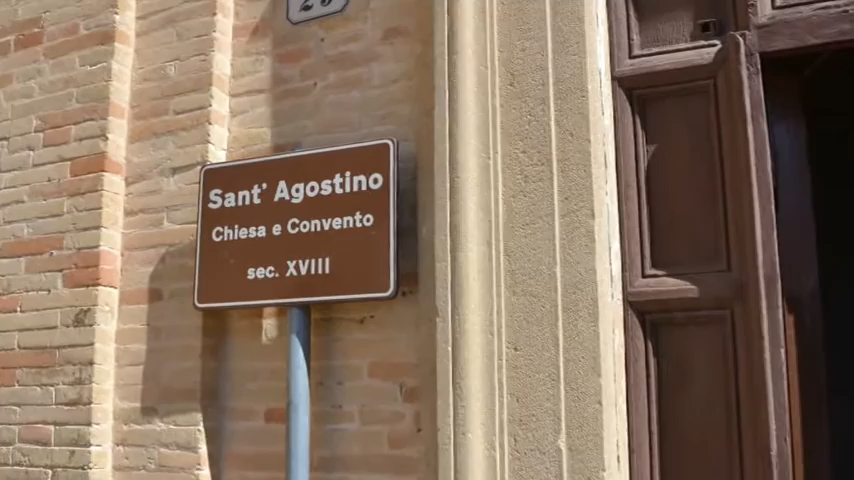 Sant' Agostino
Chiesa e Convento
sec. XVIII